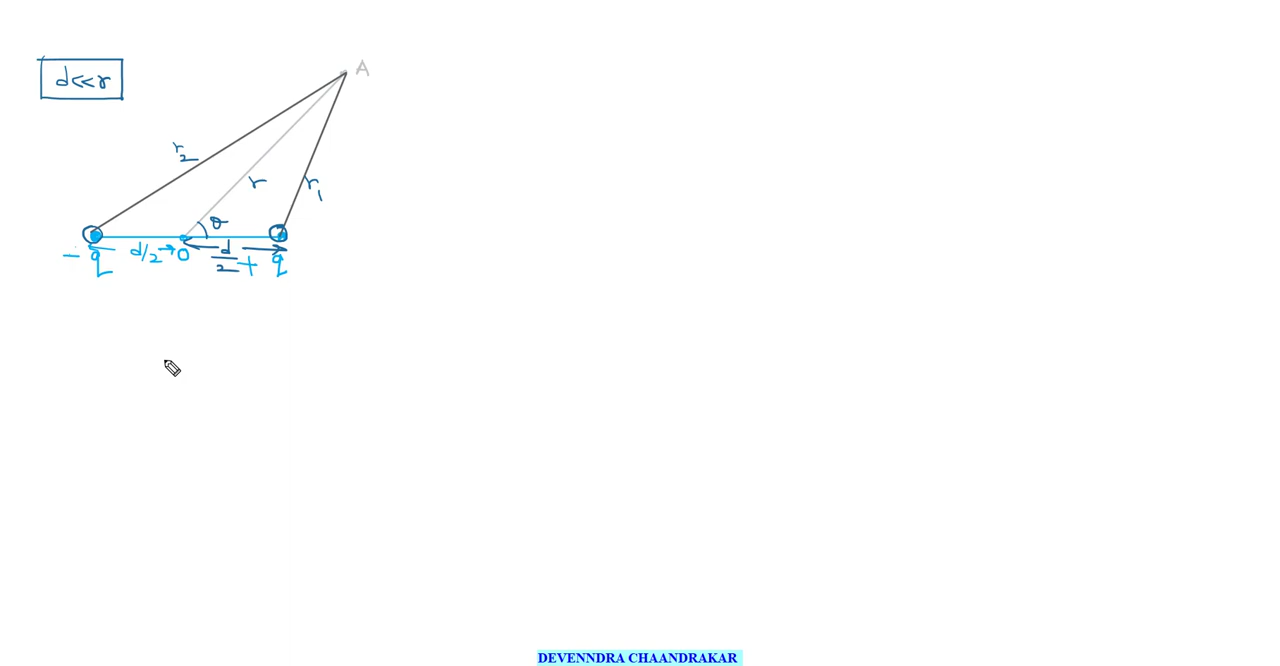 d<<r
A
r2
r
r1
θ
- q
d/2
O
d/2
+ q
DEVENNDRA CHAANDRAKAR